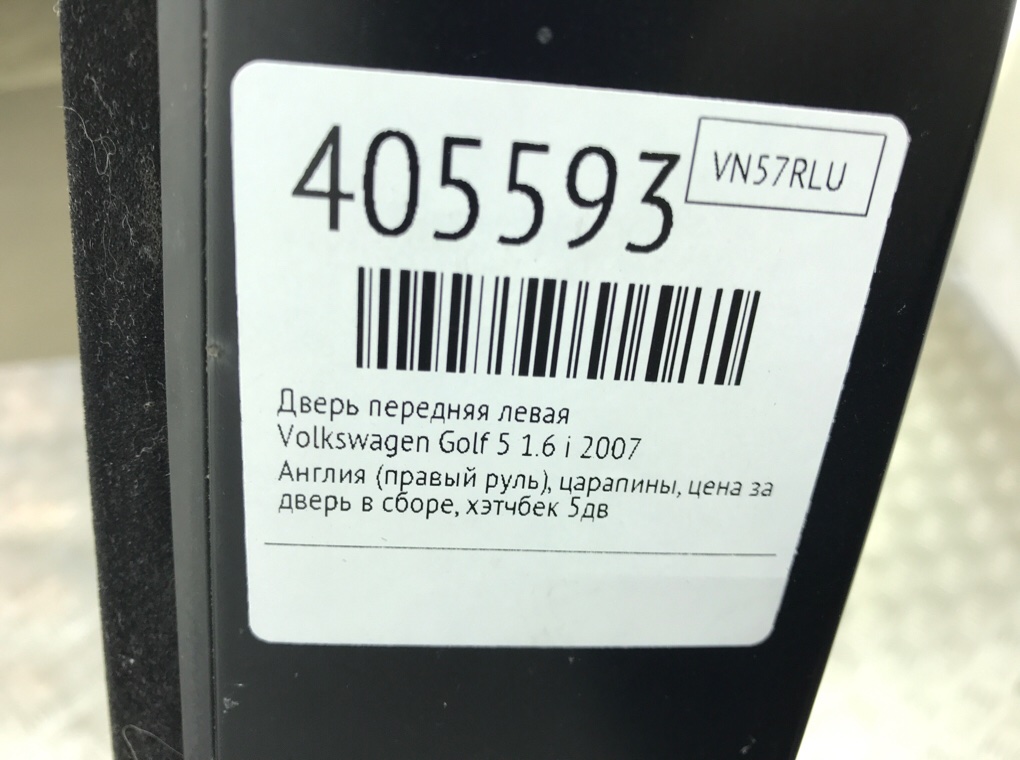 405593
VN57RLU
Дверь передняя левая
Volkswagen Golf 5 1.6 i 2007
Англия (правый руль), царапины, цена за
дверь в сборе, хэтчбек 5дв